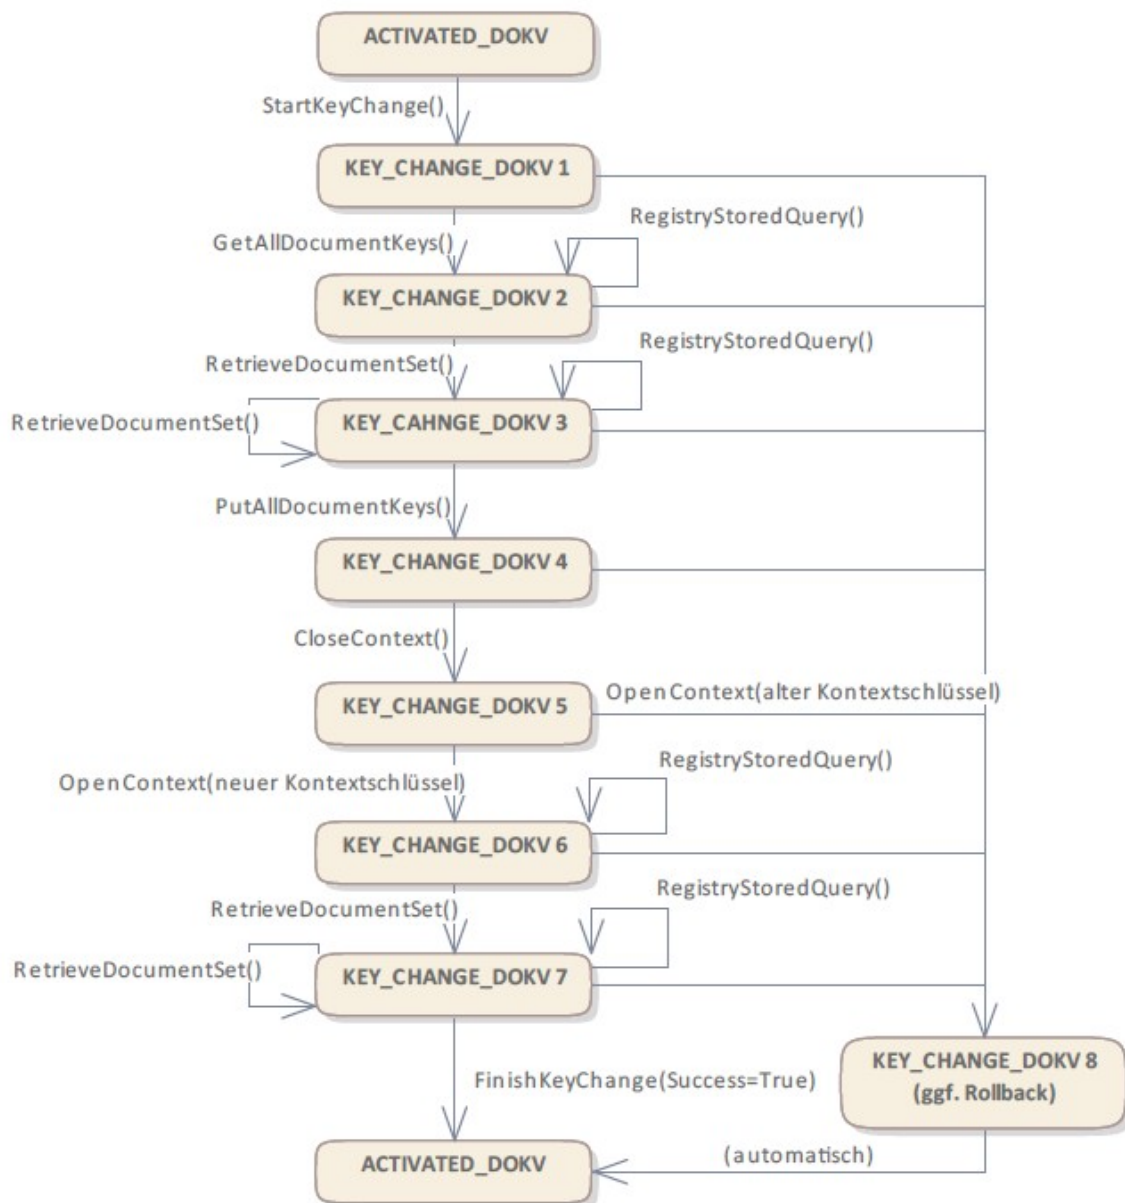 ACTIVATED_DOKV
StartKeyChange()
KEY_CHANGE_DOKV 1
RegistryStoredQuery()
GetAllDocumentKeys()
KEY_CHANGE_DOKV 2
RegistryStoredQuery()
RetrieveDocumentSet()
KEY_CAHNGE_DOKV 3
RetrieveDocumentSet()
PutAllDocumentKeys()
KEY_CHANGE_DOKV 4
CloseContext()
KEY_CHANGE_DOKV 5
OpenContext(alter Kontextschlüssel)
RegistryStoredQuery()
OpenContext(neuer Kontextschlüssel)
KEY_CHANGE_DOKV 6
RegistryStoredQuery()
RetrieveDocumentSet()
RetrieveDocumentSet()
KEY_CHANGE_DOKV 7
KEY_CHANGE_DOKV 8
(ggf. Rollback)
FinishKeyChange(Success=True)
(automatisch)
ACTIVATED_DOKV